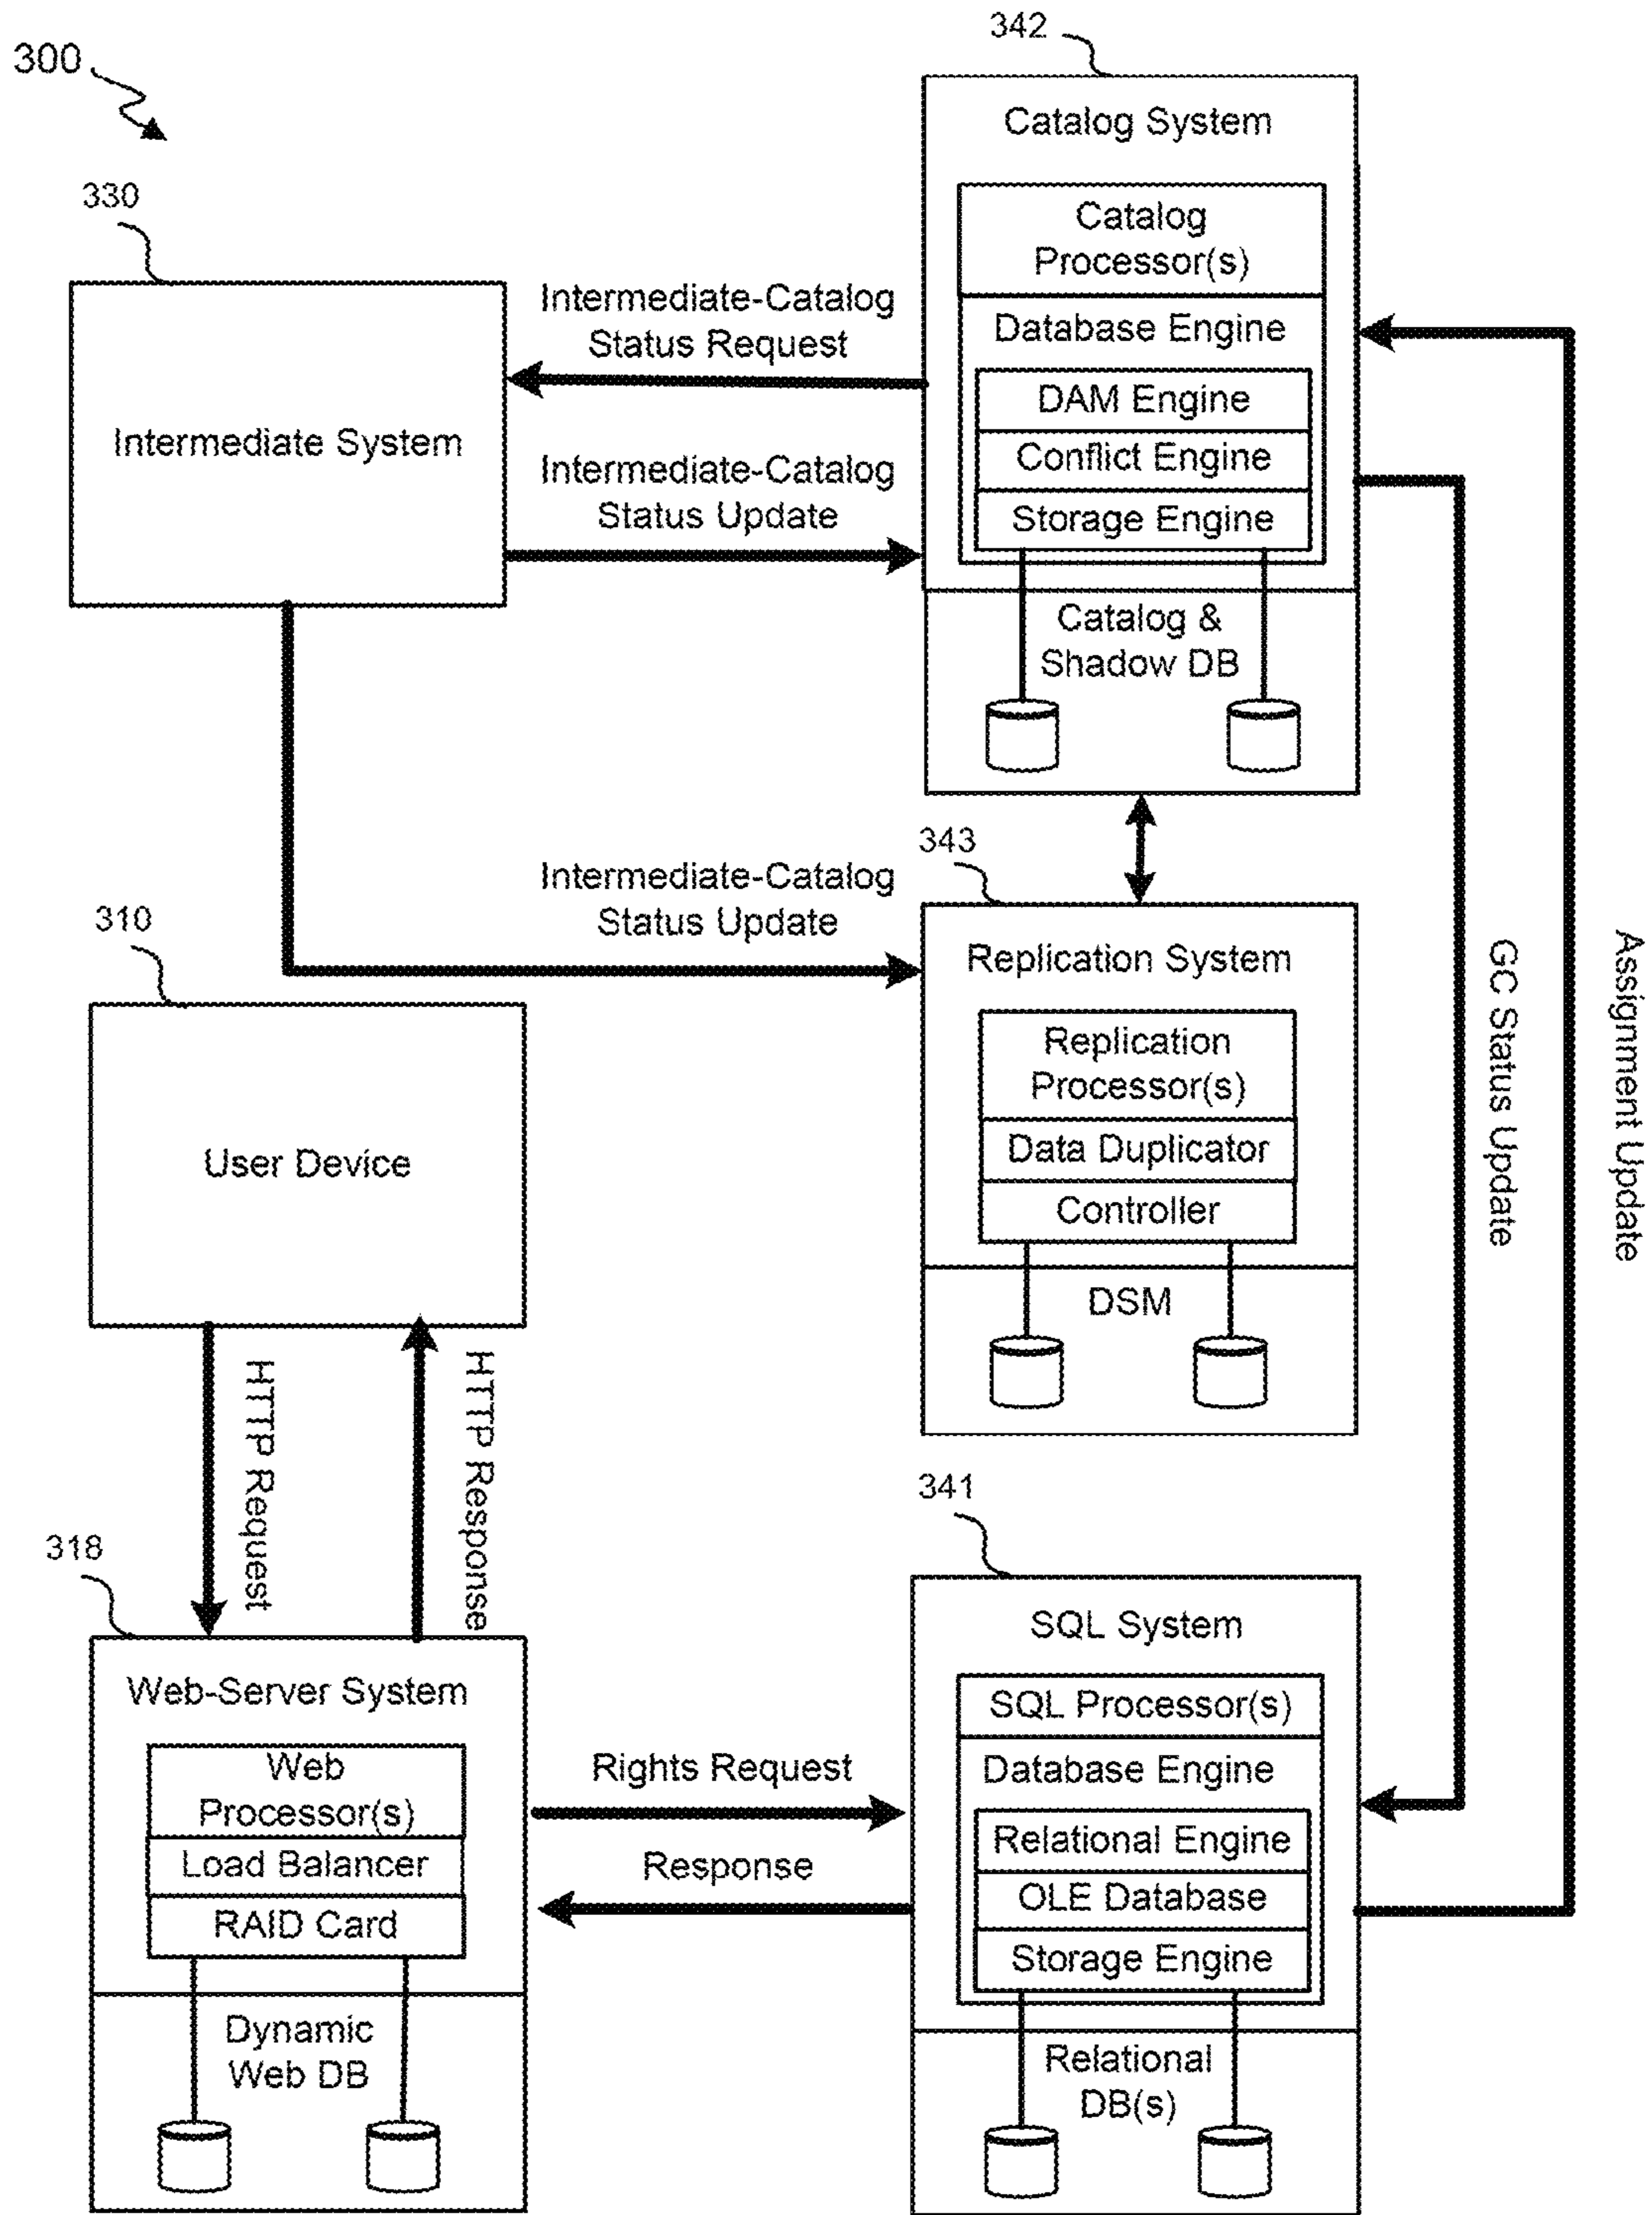 300
342
Catalog System
Catalog
Processor(s)
Database Engine
DAM Engine
Conflict Engine
Storage Engine
Catalog &
Shadow DB
330
Intermediate System
Intermediate-Catalog
Status Request
Intermediate-Catalog
Status Update
Intermediate-Catalog
Status Update
343
Replication System
Replication
Processor(s)
Data Duplicator
Controller
DSM
GC Status Update
Assignment Update
310
User Device
HTTP Request
HTTP Response
318
Web-Server System
Web
Processor(s)
Load Balancer
RAID Card
Dynamic
Web DB
Rights Request
Response
341
SQL System
SQL Processor(s)
Database Engine
Relational Engine
OLE Database
Storage Engine
Relational
DB(s)